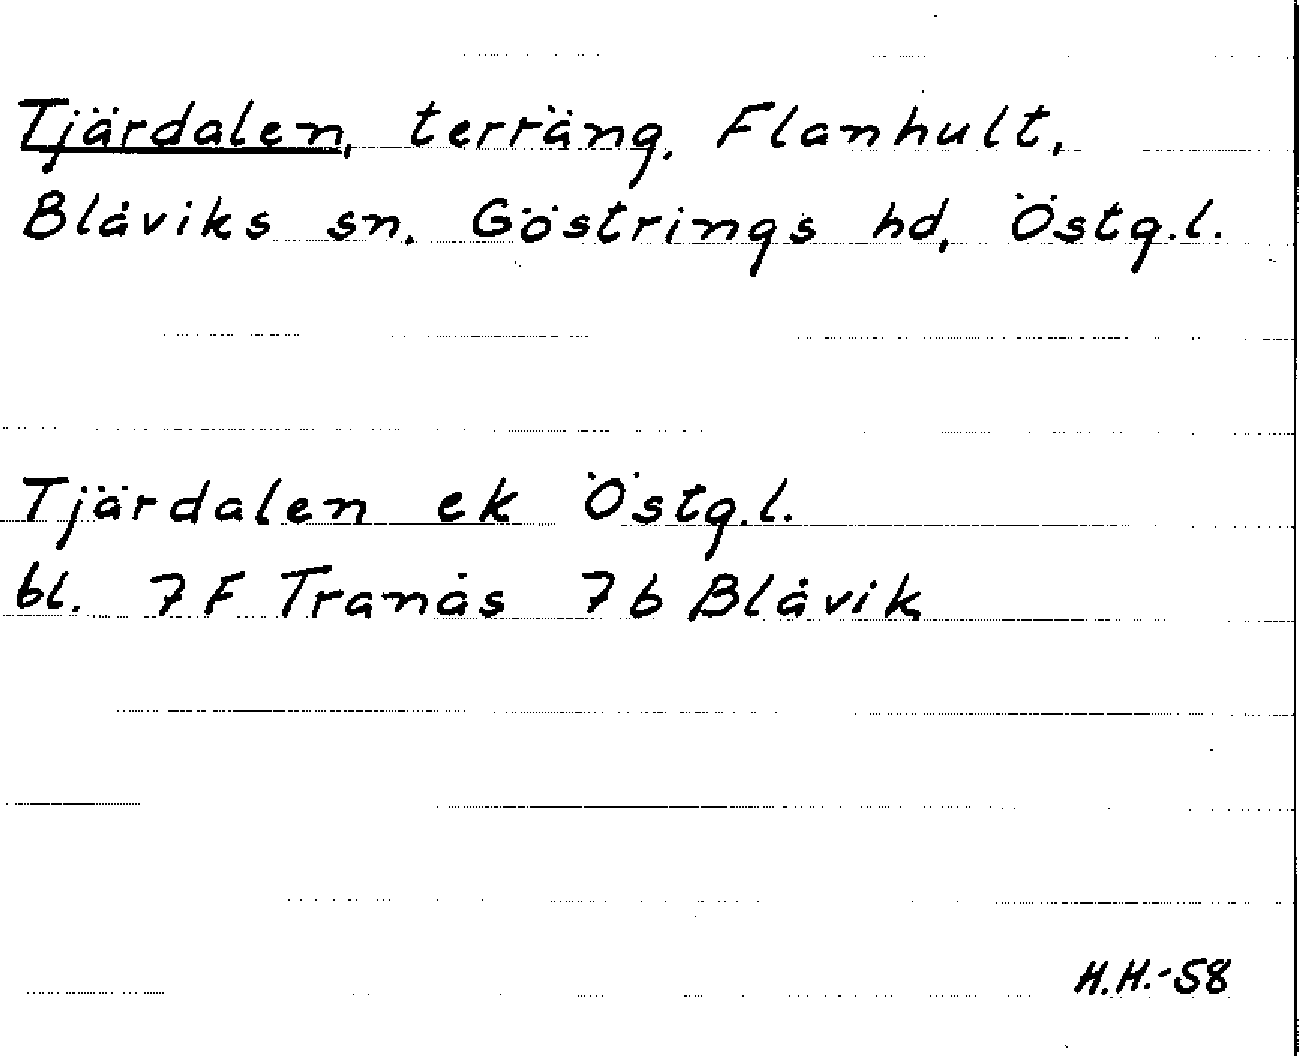 Tjärdalen, terräng, Flanhult,
Blåviks sn. Göstrings hd, Östg.l.
Tjärdalen ek Östg.l.
bl. 7F Tranås 7b Blåvik
H.H.-58